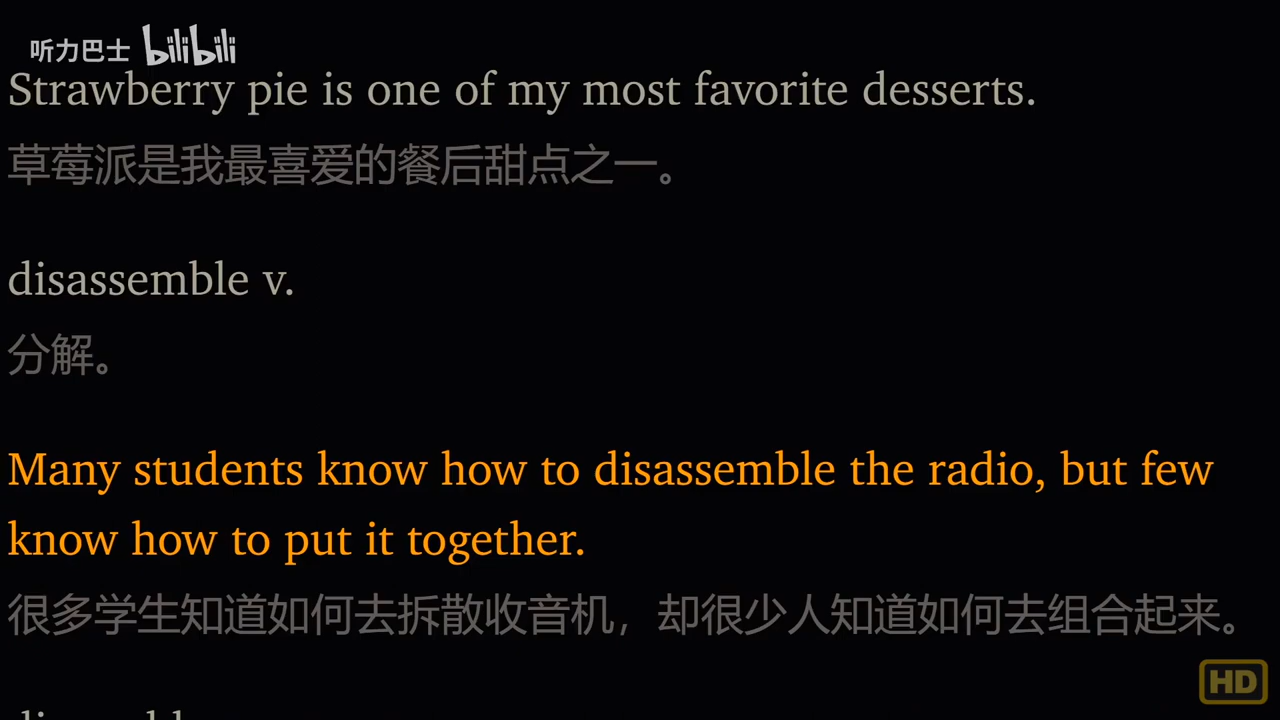 听力巴士 bilibili
Strawberry pie is one of my most favorite desserts.
草莓派是我最喜爱的餐后甜点之一。
disassemble v.
分解。
Many students know how to disassemble the radio, but few
know how to put it together.
很多学生知道如何去拆散收音机，却很少人知道如何去组合起来。
HD